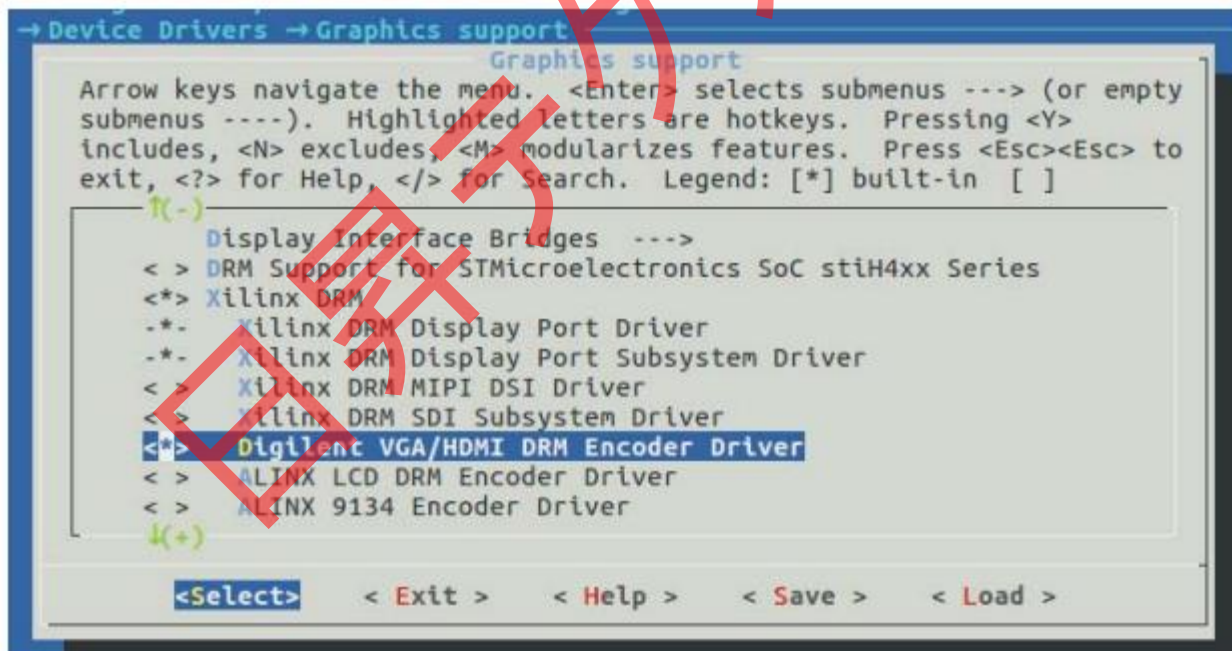 → Device Drivers → Graphics support
Graphics support
Arrow keys navigate the menu. <Enter> selects submenus ---> (or empty
submenus ----). Highlighted letters are hotkeys. Pressing <Y>
includes, <N> excludes, <M> modularizes features. Press <Esc><Esc> to
exit, <?> for Help, </> for Search. Legend: [*] built-in [ ]
↑(-)
Display Interface Bridges --->
< > DRM Support for STMicroelectronics SoC stiH4xx Series
<*> Xilinx DRM
-*- Xilinx DRM Display Port Driver
-*- Xilinx DRM Display Port Subsystem Driver
< > Xilinx DRM MIPI DSI Driver
< > Xilinx DRM SDI Subsystem Driver
<*> Digilent VGA/HDMI DRM Encoder Driver
< > ALINX LCD DRM Encoder Driver
< > ALINX 9134 Encoder Driver
↓(+)
<Select> < Exit > < Help > < Save > < Load >